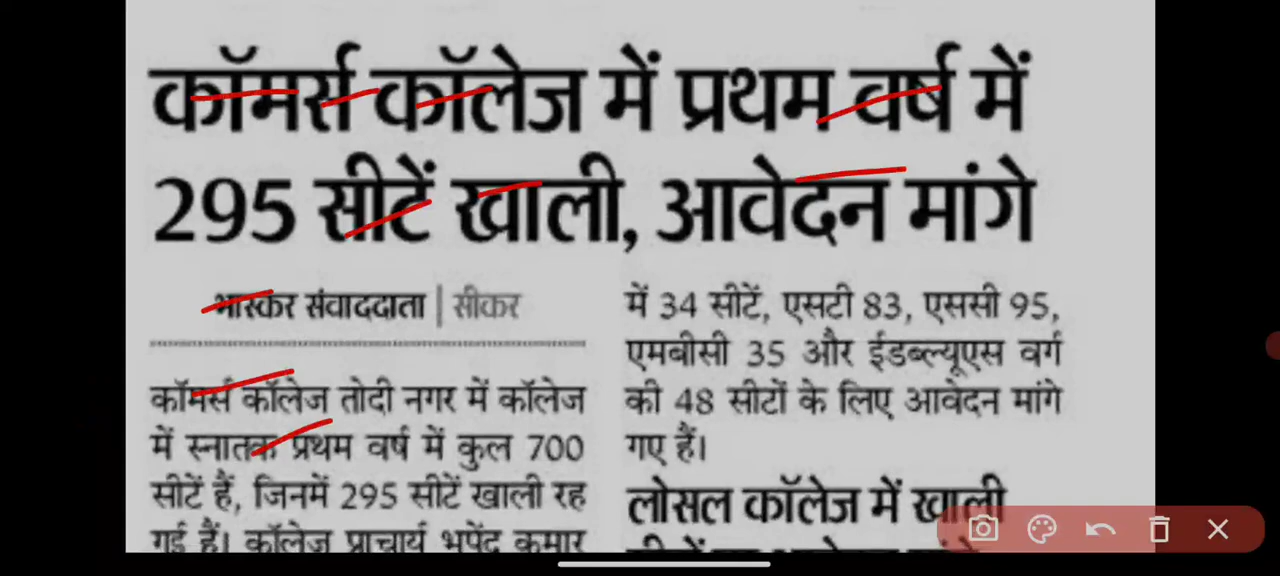 कॉमर्स कॉलेज में प्रथम वर्ष में
295 सीटें खाली, आवेदन मांगे
भास्कर संवाददाता | सीकर
कॉमर्स कॉलेज तोदी नगर में कॉलेज
में स्नातक प्रथम वर्ष में कुल 700
सीटें हैं, जिनमें 295 सीटें खाली रह
गई हैं। कॉलेज प्राचार्य भूपेंद्र कुमार
में 34 सीटें, एसटी 83, एससी 95,
एमबीसी 35 और ईडब्ल्यूएस वर्ग
की 48 सीटों के लिए आवेदन मांगे
गए हैं।
लोसल कॉलेज में खाली